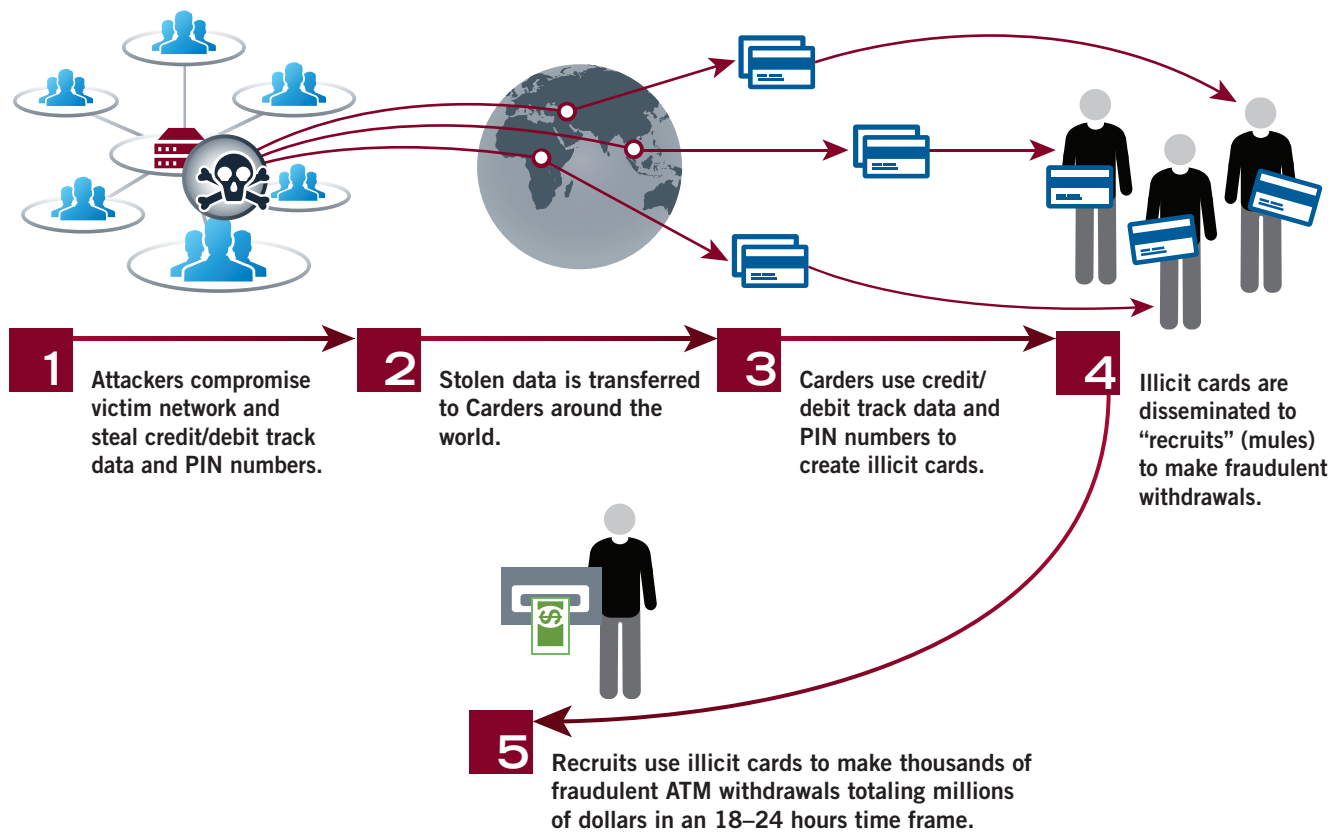 1
Attackers compromise
victim network and
steal credit/debit track
data and PIN numbers.
2
Stolen data is transferred
to Carders around the
world.
3
Carders use credit/
debit track data and
PIN numbers to
create illicit cards.
4
Illicit cards are
disseminated to
“recruits” (mules)
to make fraudulent
withdrawals.
$
5
Recruits use illicit cards to make thousands of
fraudulent ATM withdrawals totaling millions
of dollars in an 18–24 hours time frame.